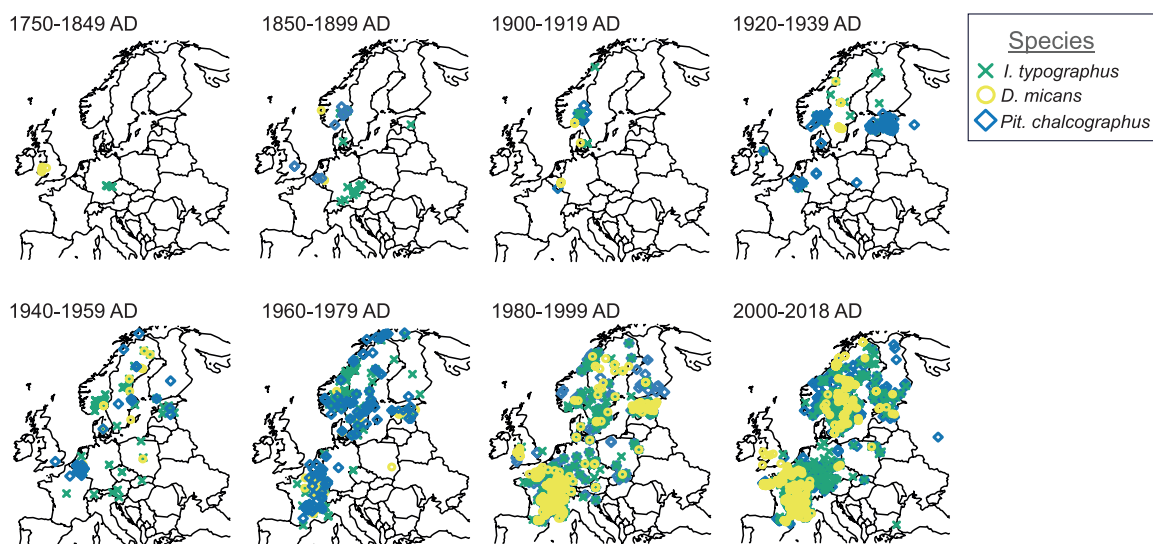 1750-1849 AD
1850-1899 AD
1900-1919 AD
1920-1939 AD
Species
I. typographus
D. micans
Pit. chalcographus
1940-1959 AD
1960-1979 AD
1980-1999 AD
2000-2018 AD